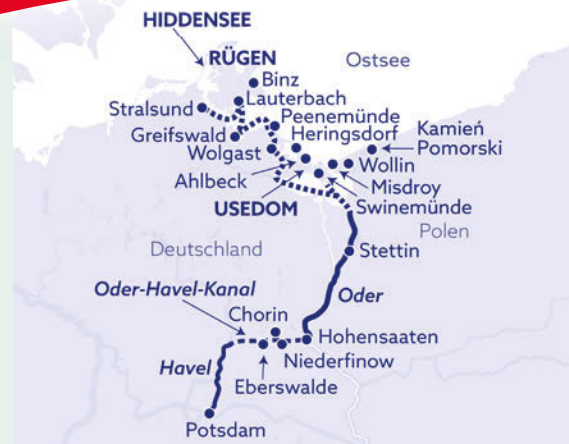 HIDDENSEE
RÜGEN
Ostsee
Binz
Lauterbach
Stralsund
Peenemünde
Greifswald
Heringsdorf
Kamień
Pomorski
Wolgast
Wollin
Ahlbeck
Misdroy
USEDOM
Swinemünde
Polen
Deutschland
Stettin
Oder-Havel-Kanal
Oder
Chorin
Hohensaaten
Havel
Niederfinow
Eberswalde
Potsdam